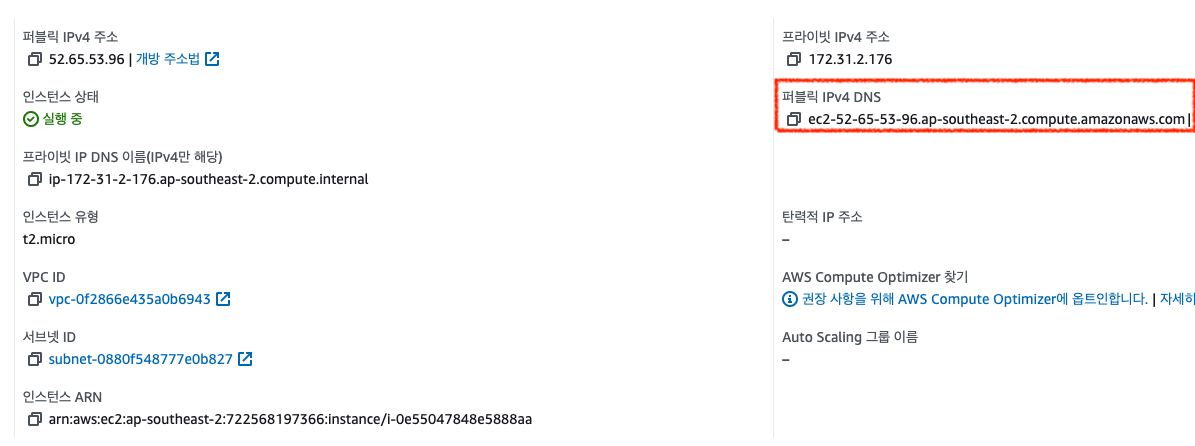 퍼블릭 IPv4 주소
52.65.53.96 | 개방 주소법
인스턴스 상태
실행 중
프라이빗 IP DNS 이름(IPv4만 해당)
ip-172-31-2-176.ap-southeast-2.compute.internal
인스턴스 유형
t2.micro
VPC ID
vpc-0f2866e435a0b6943
서브넷 ID
subnet-0880f548777e0b827
인스턴스 ARN
arn:aws:ec2:ap-southeast-2:722568197366:instance/i-0e55047848e5888aa
프라이빗 IPv4 주소
172.31.2.176
퍼블릭 IPv4 DNS
ec2-52-65-53-96.ap-southeast-2.compute.amazonaws.com |
탄력적 IP 주소
–
AWS Compute Optimizer 찾기
권장 사항을 위해 AWS Compute Optimizer에 옵트인합니다. | 자세히
Auto Scaling 그룹 이름
–